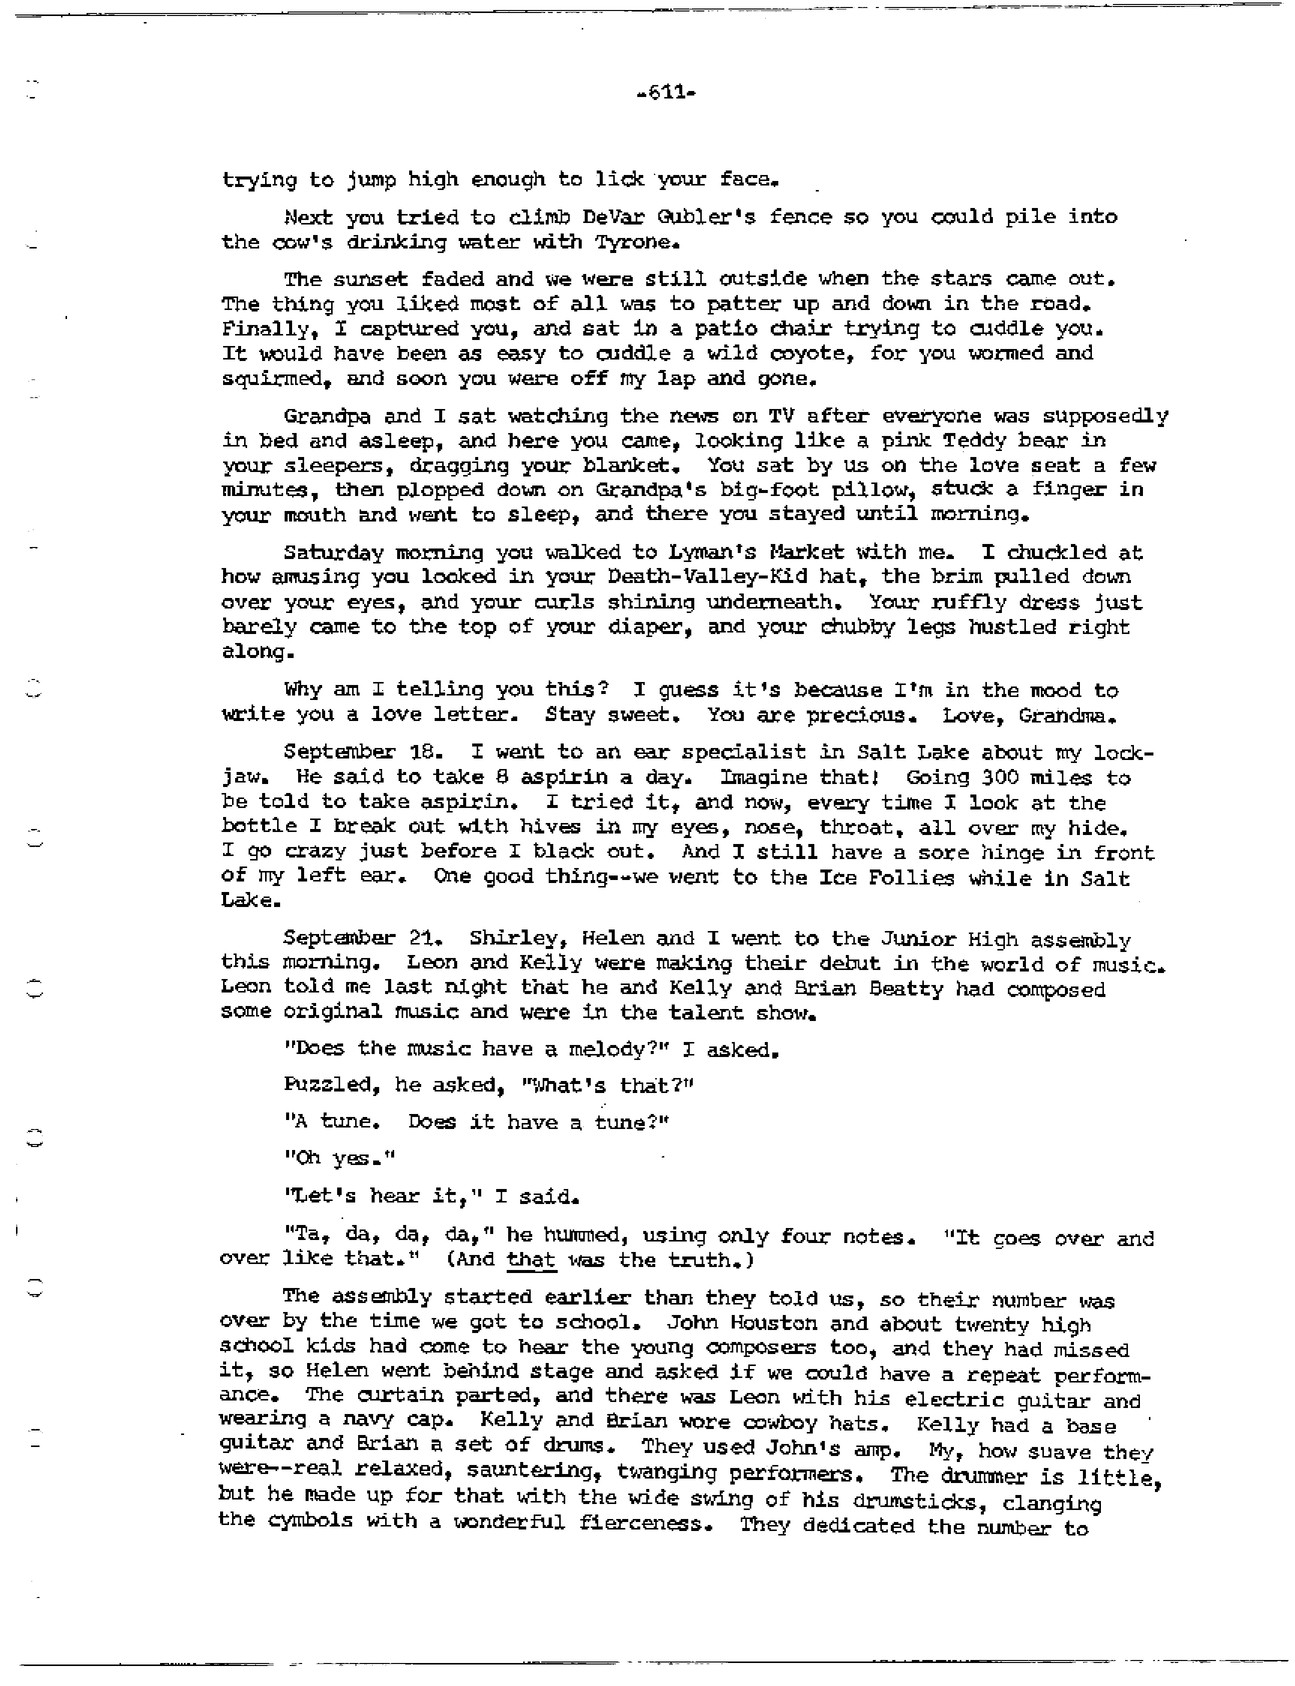 -611-
trying to jump high enough to lick your face.
Next you tried to climb DeVar Gubler's fence so you could pile into
the cow's drinking water with Tyrone.
The sunset faded and we were still outside when the stars came out.
The thing you liked most of all was to patter up and down in the road.
Finally, I captured you, and sat in a patio chair trying to cuddle you.
It would have been as easy to cuddle a wild coyote, for you wormed and
squirmed, and soon you were off my lap and gone.
Grandpa and I sat watching the news on TV after everyone was supposedly
in bed and asleep, and here you came, looking like a pink Teddy bear in
your sleepers, dragging your blanket. You sat by us on the love seat a few
minutes, then plopped down on Grandpa's big-foot pillow, stuck a finger in
your mouth and went to sleep, and there you stayed until morning.
Saturday morning you walked to Lyman's Market with me. I chuckled at
how amusing you looked in your Death-Valley-Kid hat, the brim pulled down
over your eyes, and your curls shining underneath. Your ruffly dress just
barely came to the top of your diaper, and your chubby legs hustled right
along.
Why am I telling you this? I guess it's because I'm in the mood to
write you a love letter. Stay sweet. You are precious. Love, Grandma.
September 18. I went to an ear specialist in Salt Lake about my lock-
jaw. He said to take 8 aspirin a day. Imagine that! Going 300 miles to
be told to take aspirin. I tried it, and now, every time I look at the
bottle I break out with hives in my eyes, nose, throat, all over my hide.
I go crazy just before I black out. And I still have a sore hinge in front
of my left ear. One good thing--we went to the Ice Follies while in Salt
Lake.
September 21. Shirley, Helen and I went to the Junior High assembly
this morning. Leon and Kelly were making their debut in the world of music.
Leon told me last night that he and Kelly and Brian Beatty had composed
some original music and were in the talent show.
"Does the music have a melody?" I asked.
Puzzled, he asked, "What's that?"
"A tune. Does it have a tune?"
"Oh yes."
"Let's hear it," I said.
"Ta, da, da, da," he hummed, using only four notes. "It goes over and
over like that." (And that was the truth.)
The assembly started earlier than they told us, so their number was
over by the time we got to school. John Houston and about twenty high
school kids had come to hear the young composers too, and they had missed
it, so Helen went behind stage and asked if we could have a repeat perform-
ance. The curtain parted, and there was Leon with his electric guitar and
wearing a navy cap. Kelly and Brian wore cowboy hats. Kelly had a base
guitar and Brian a set of drums. They used John's amp. My, how suave they
were--real relaxed, sauntering, twanging performers. The drummer is little,
but he made up for that with the wide swing of his drumsticks, clanging
the cymbols with a wonderful fierceness. They dedicated the number to